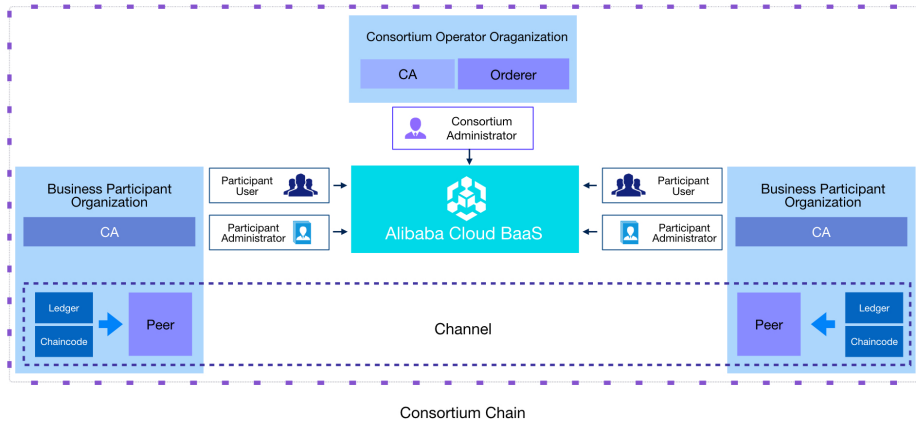 Consortium Operator Oraganization
CA
Orderer
Consortium
Administrator
Business Participant
Organization
CA
Participant
User
Participant
Administrator
Alibaba Cloud BaaS
Participant
User
Participant
Administrator
Business Participant
Organization
CA
Ledger
Chaincode
Peer
Channel
Peer
Ledger
Chaincode
Consortium Chain